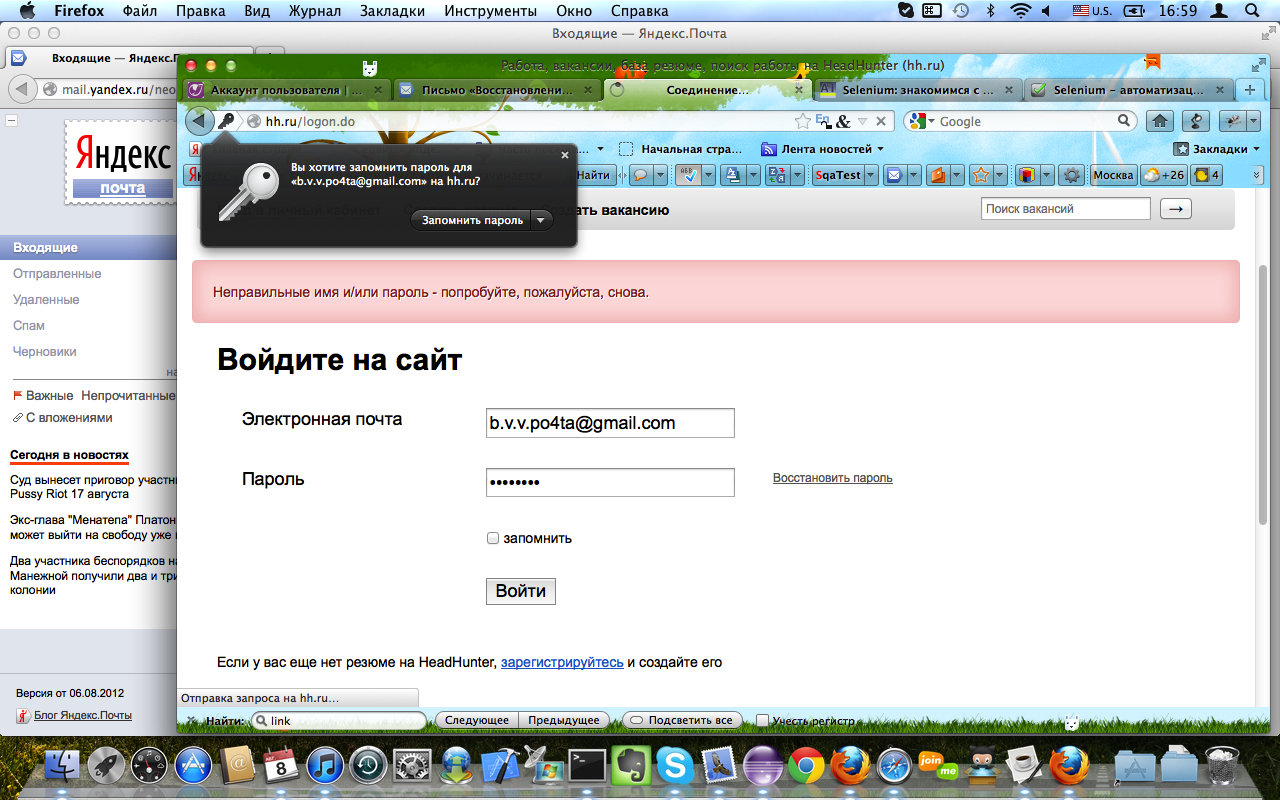 Firefox Файл Правка Вид Журнал Закладки Инструменты Окно Справка U.S. 16:59
Входящие — Яндекс.Почта
Входящие — Яндекс.П
mail.yandex.ru/neo
Яндекс
почта
Входящие
Отправленные
Удаленные
Спам
Черновики
на
Важные Непрочитанные
С вложениями
Сегодня в новостях
Суд вынесет приговор участн
Pussy Riot 17 августа
Экс-глава "Менатепа" Платон
может выйти на свободу уже
Два участника беспорядков на
Манежной получили два и три
колонии
Версия от 06.08.2012
Блог Яндекс.Почты
Работа, вакансии, база резюме, поиск работы на HeadHunter (hh.ru)
Аккаунт пользователя | ...
Письмо «Восстановлени...
Соединение...
Selenium: знакомимся с ...
Selenium – автоматизац...
hh.ru/logon.do
Google
Начальная стра... Лента новостей Закладки
Найти SqaTest Москва +26 4
Вы хотите запомнить пароль для
«b.v.v.po4ta@gmail.com» на hh.ru?
Запомнить пароль
дать вакансию
Поиск вакансий →
Неправильные имя и/или пароль - попробуйте, пожалуйста, снова.
Войдите на сайт
Электронная почта b.v.v.po4ta@gmail.com
Пароль •••••••• Восстановить пароль
запомнить
Войти
Если у вас еще нет резюме на HeadHunter, зарегистрируйтесь и создайте его
Отправка запроса на hh.ru...
Найти: link Следующее Предыдущее Подсветить все Учесть регистр
АВГ
8
join
me